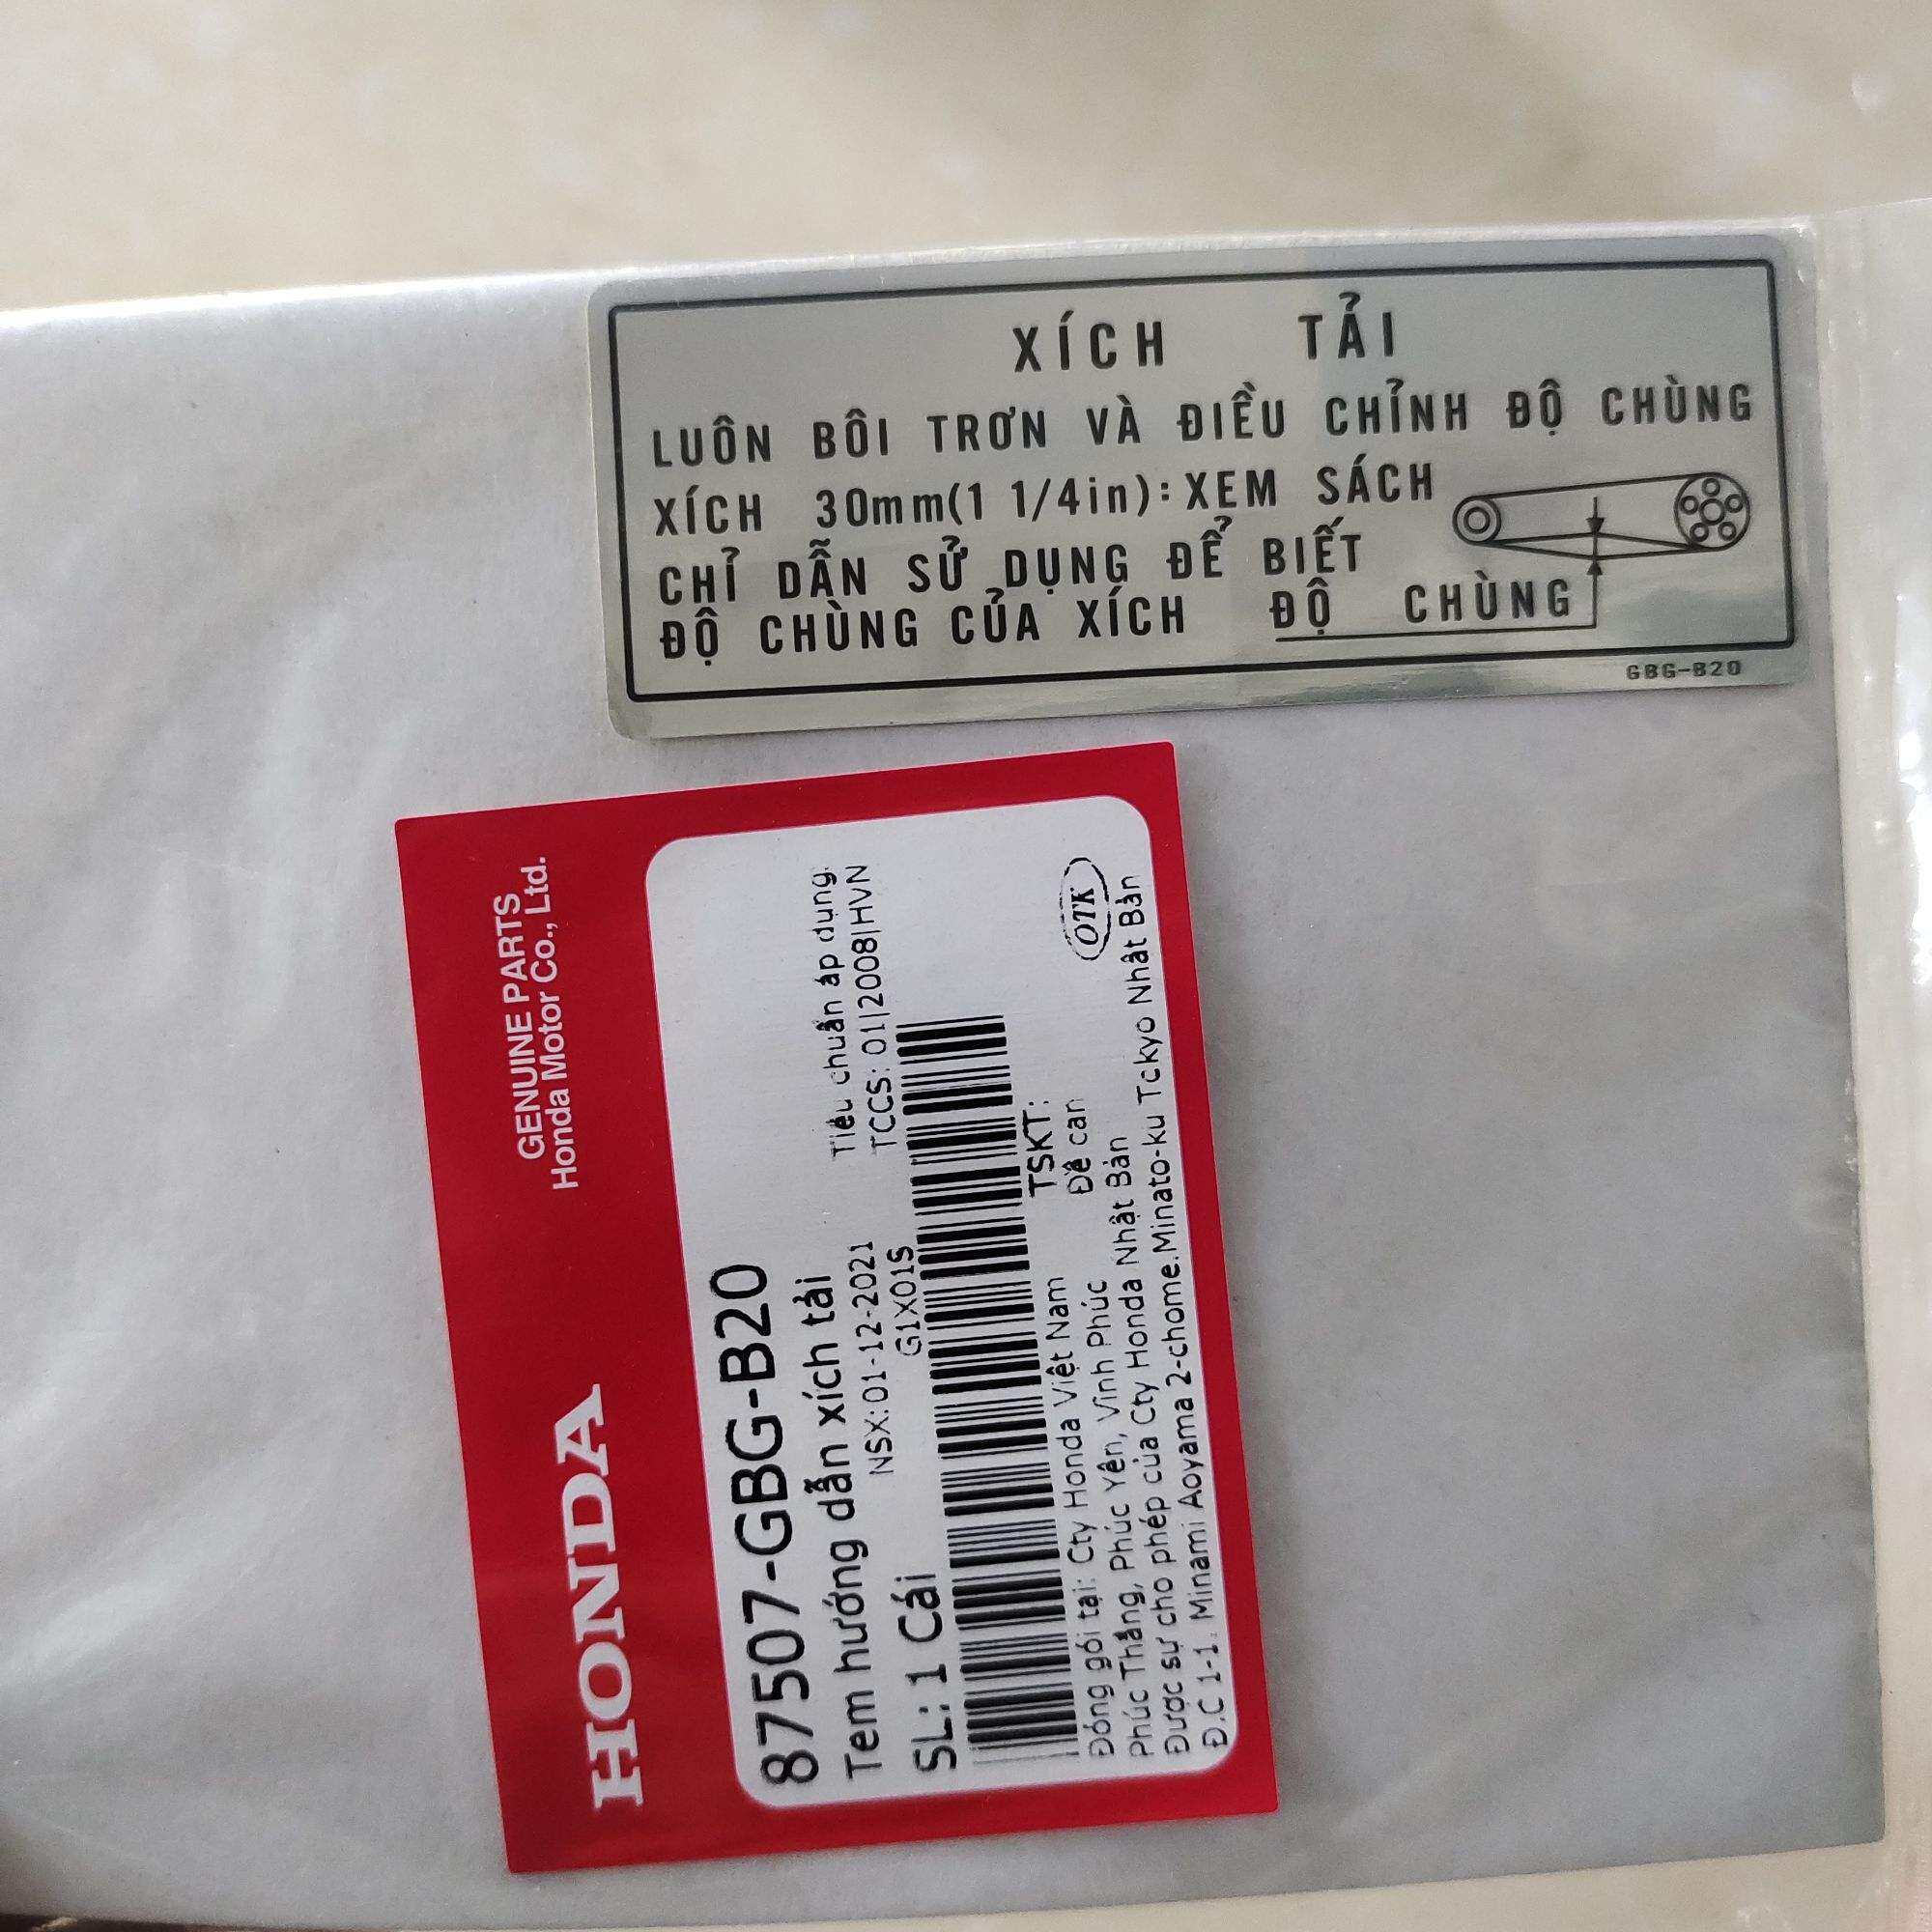 XÍCH TẢI
LUÔN BÔI TRƠN VÀ ĐIỀU CHỈNH ĐỘ CHÙNG
XÍCH 30mm(1 1/4in):XEM SÁCH
CHỈ DẪN SỬ DỤNG ĐỂ BIẾT
ĐỘ CHÙNG CỦA XÍCH ĐỘ CHÙNG
GBG-B20
HONDA
GENUINE PARTS
Honda Motor Co., Ltd.
87507-GBG-B20
Tem hướng dẫn xích tải
NSX:01-12-2021 Tiêu chuẩn áp dụng:
SL: 1 Cái G1X01S TCCS: 01|2008|HVN
TSKT:
Đóng gói tại: Cty Honda Việt Nam Đề can
Phúc Thắng, Phúc Yên, Vĩnh Phúc
Được sự cho phép của Cty Honda Nhật Bản
Đ.C 1-1. Minami Aoyama 2-chome.Minato-ku Tckyo Nhật Bản
OTK